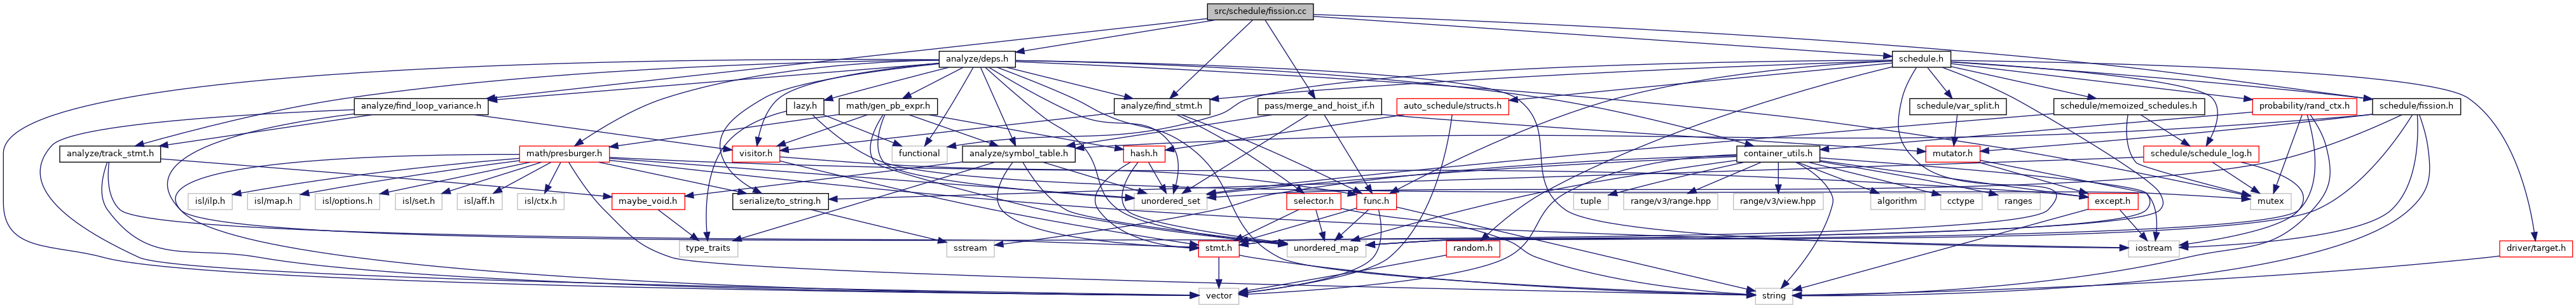 src/schedule/fission.cc
analyze/deps.h
schedule.h
analyze/find_loop_variance.h
lazy.h
math/gen_pb_expr.h
analyze/find_stmt.h
pass/merge_and_hoist_if.h
auto_schedule/structs.h
schedule/var_split.h
schedule/memoized_schedules.h
probability/rand_ctx.h
schedule/fission.h
analyze/track_stmt.h
math/presburger.h
visitor.h
functional
analyze/symbol_table.h
hash.h
container_utils.h
mutator.h
schedule/schedule_log.h
isl/ilp.h
isl/map.h
isl/options.h
isl/set.h
isl/aff.h
isl/ctx.h
maybe_void.h
serialize/to_string.h
unordered_set
selector.h
func.h
tuple
range/v3/range.hpp
range/v3/view.hpp
algorithm
cctype
ranges
except.h
mutex
type_traits
sstream
stmt.h
unordered_map
random.h
iostream
driver/target.h
vector
string